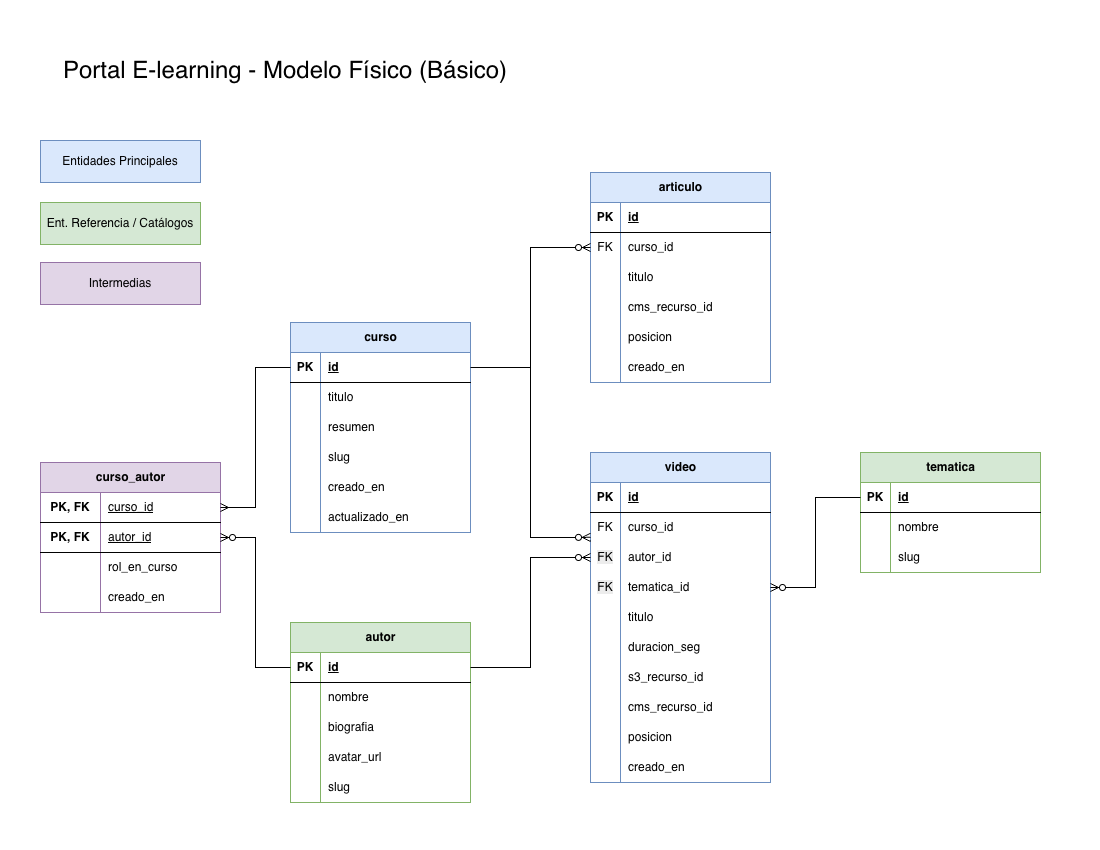 Portal E-learning - Modelo Físico (Básico)
Entidades Principales
Ent. Referencia / Catálogos
Intermedias
articulo
PK id
FK curso_id
titulo
cms_recurso_id
posicion
creado_en
curso
PK id
titulo
resumen
slug
creado_en
actualizado_en
curso_autor
PK, FK curso_id
PK, FK autor_id
rol_en_curso
creado_en
video
PK id
FK curso_id
FK autor_id
FK tematica_id
titulo
duracion_seg
s3_recurso_id
cms_recurso_id
posicion
creado_en
tematica
PK id
nombre
slug
autor
PK id
nombre
biografia
avatar_url
slug